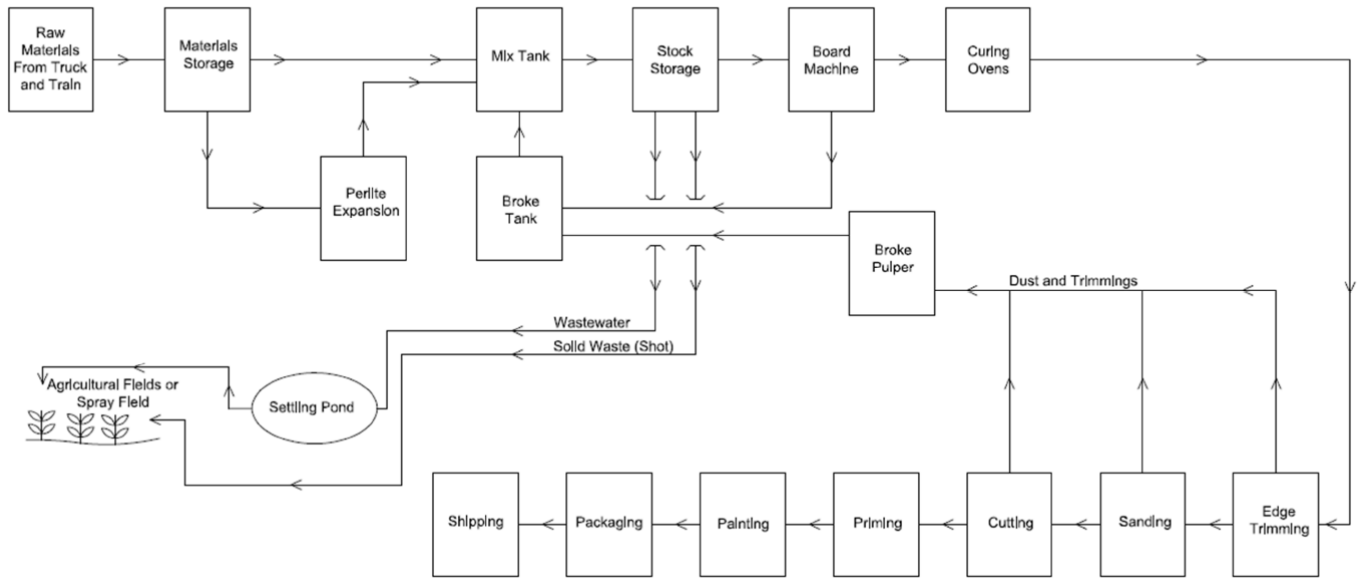 Raw
Materials
From Truck
and Train
Materials
Storage
Mix Tank
Stock
Storage
Board
Machine
Curing
Ovens
Perlite
Expansion
Broke
Tank
Broke
Pulper
Dust and Trimmings
Wastewater
Solid Waste (Shot)
Agricultural Fields or
Spray Field
Settling Pond
Shipping
Packaging
Painting
Priming
Cutting
Sanding
Edge
Trimming